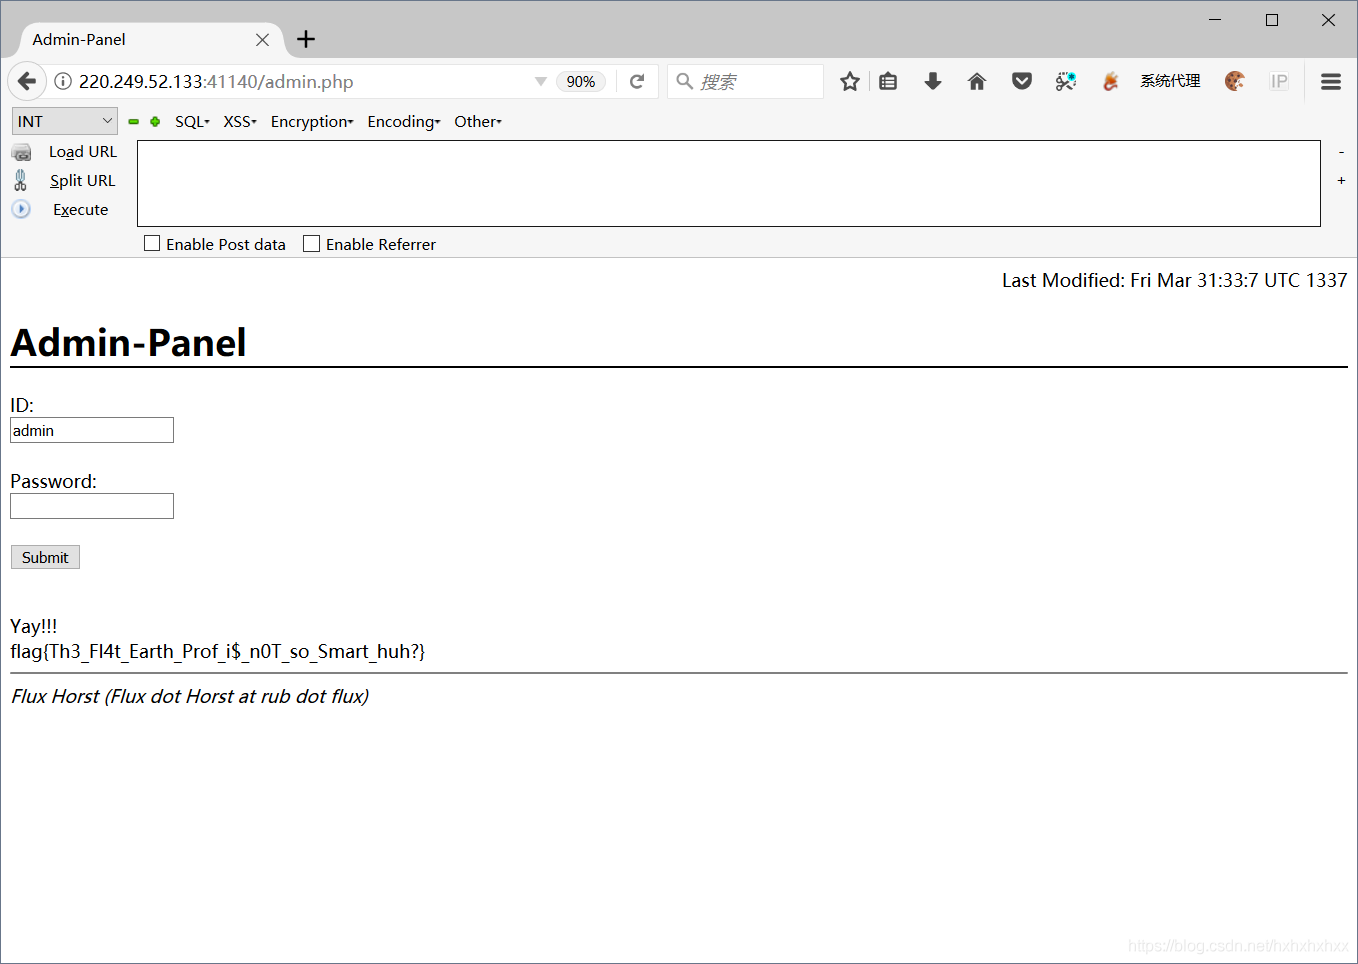 Admin-Panel
220.249.52.133:41140/admin.php
90%
搜索
系统代理
IP
INT
SQL
XSS
Encryption
Encoding
Other
Load URL
Split URL
Execute
-
+
Enable Post data
Enable Referrer
Last Modified: Fri Mar 31:33:7 UTC 1337
Admin-Panel
ID:
admin
Password:
Submit
Yay!!!
flag{Th3_Fl4t_Earth_Prof_i$_n0T_so_Smart_huh?}
Flux Horst (Flux dot Horst at rub dot flux)
https://blog.csdn.net/hxhxhxhxx